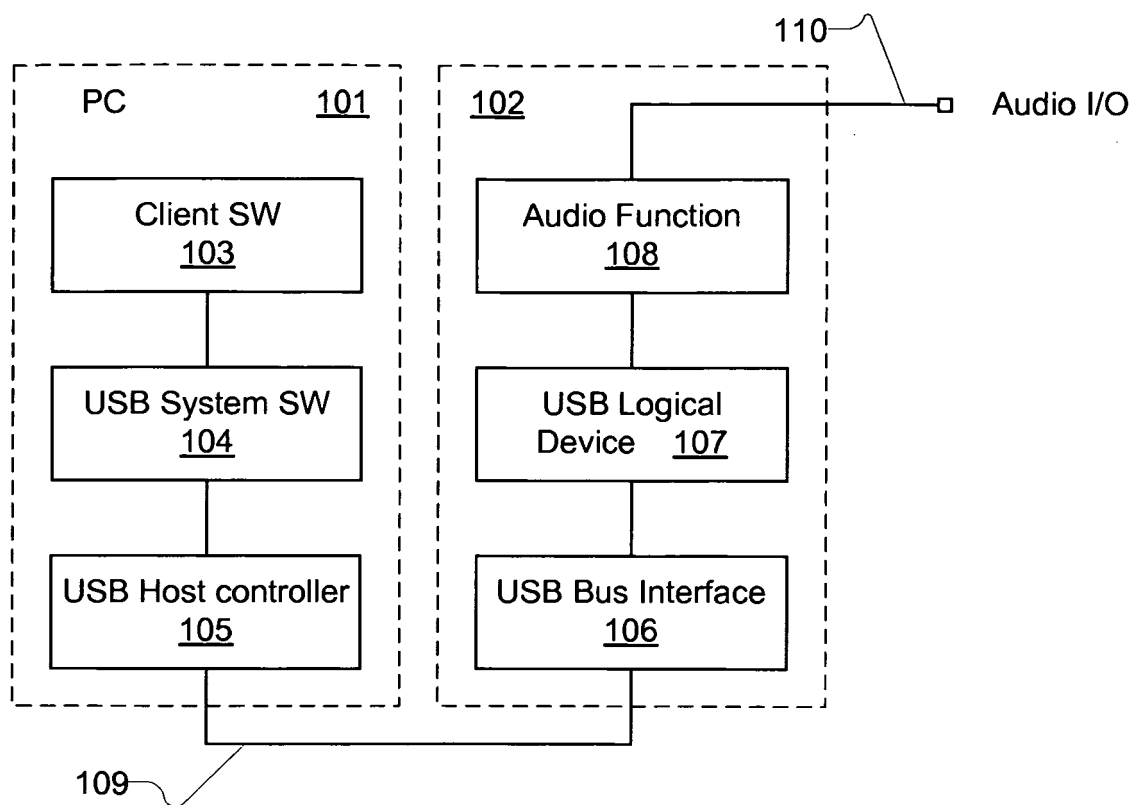 110
PC 101
102
Audio I/O
Client SW
103
Audio Function
108
USB System SW
104
USB Logical
Device 107
USB Host controller
105
USB Bus Interface
106
109